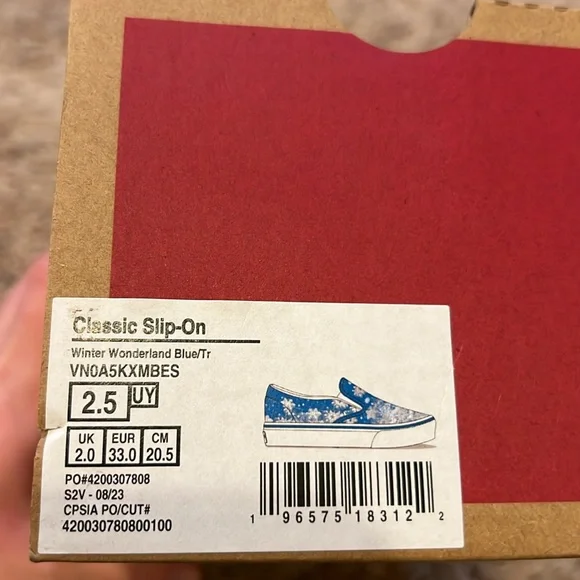 Classic Slip-On
Winter Wonderland Blue/Tr
VN0A5KXMBES
2.5 UY
UK EUR CM
2.0 33.0 20.5
PO#4200307808
S2V - 08/23
CPSIA PO/CUT#
420030780800100
1 96575 18312 2